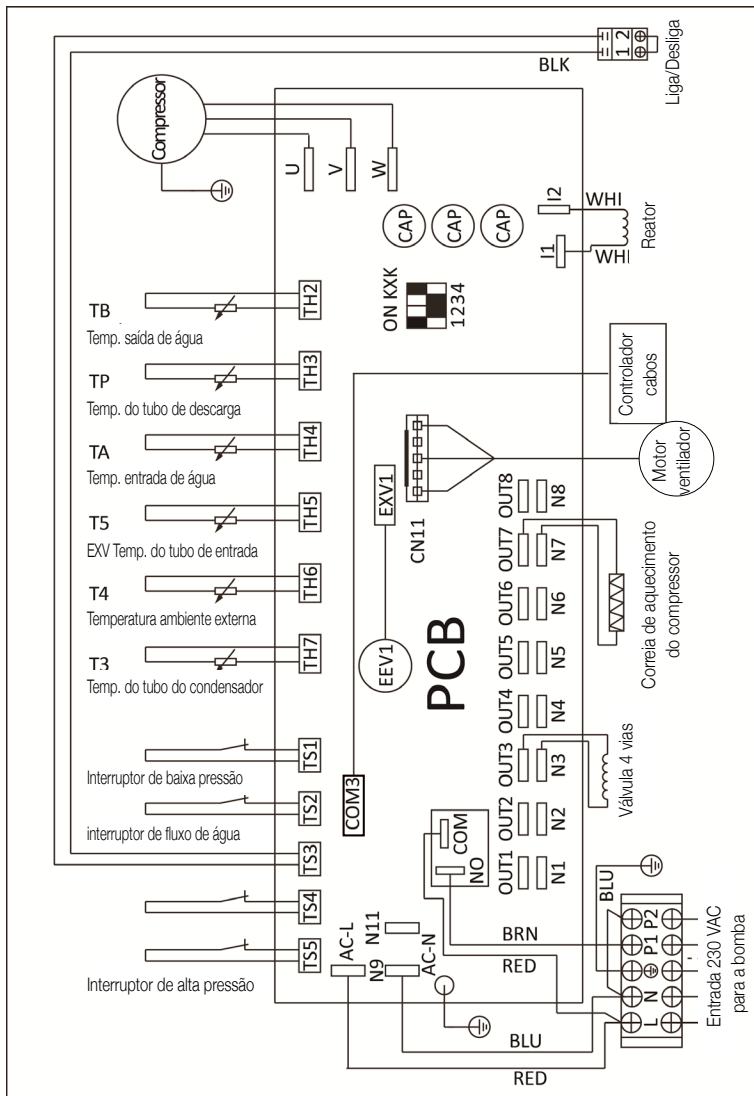 BLK
1 2
Liga/Desliga
Compressor
U
V
W
CAP
CAP
CAP
I2
WHI
I1
WHI
Reator
ON KXK
1234
TB
TH2
Temp. saída de água
TP
TH3
Temp. do tubo de descarga
TA
TH4
Temp. entrada de água
T5
TH5
EXV Temp. do tubo de entrada
T4
TH6
Temperatura ambiente externa
T3
TH7
Temp. do tubo do condensador
Controlador
cabos
Motor
ventilador
EXV1
CN11
EEV1
PCB
OUT8
N8
OUT7
N7
OUT6
N6
OUT5
N5
OUT4
N4
OUT3
N3
OUT2
N2
OUT1
N1
Correia de aquecimento
do compressor
Válvula 4 vias
TS1
Interruptor de baixa pressão
TS2
interruptor de fluxo de água
TS3
TS4
TS5
Interruptor de alta pressão
COM3
COM
NO
AC-L
N11
N9
AC-N
BRN
RED
BLU
BLU
RED
P2
P1
N
L
Entrada 230 VAC
para a bomba